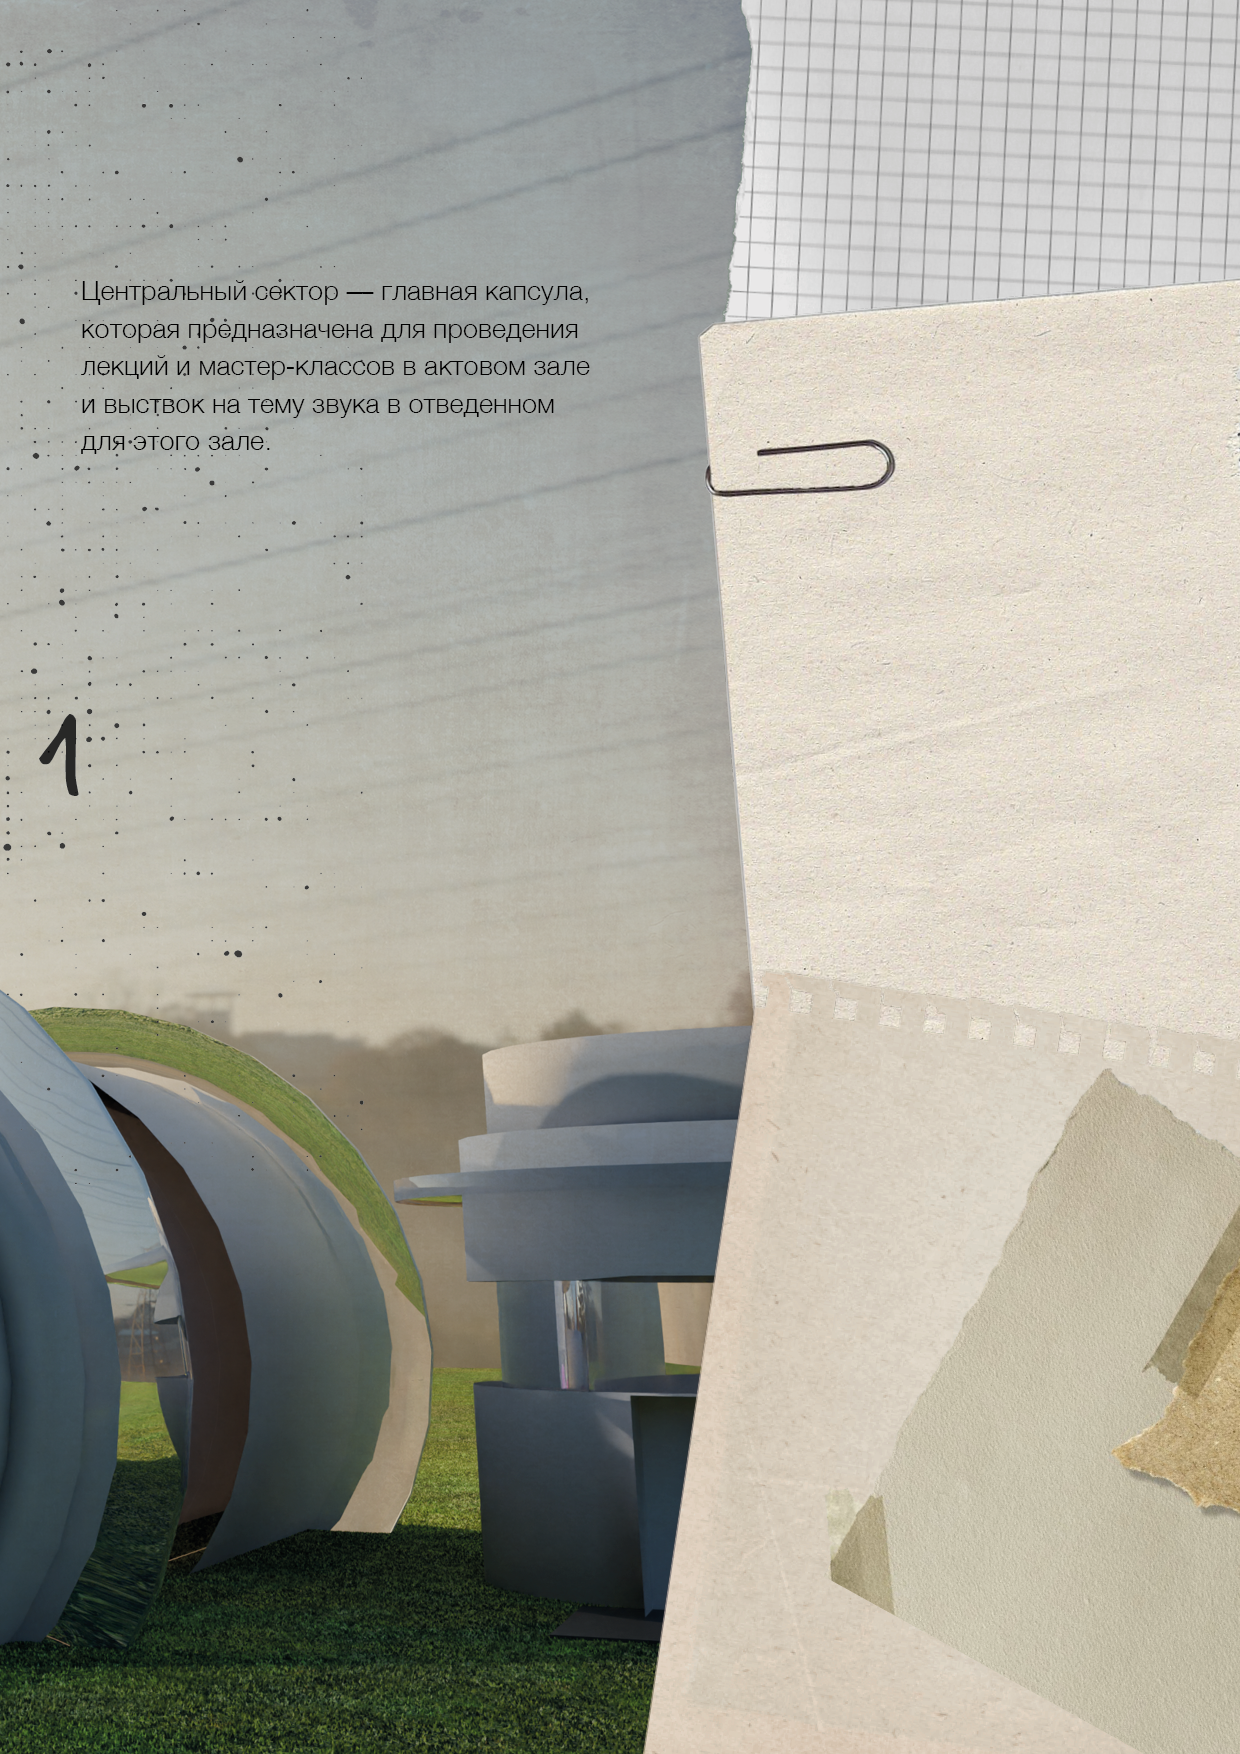 Центральный сектор — главная капсула,
которая предназначена для проведения
лекций и мастер-классов в актовом зале
и выствок на тему звука в отведенном
для этого зале.
1